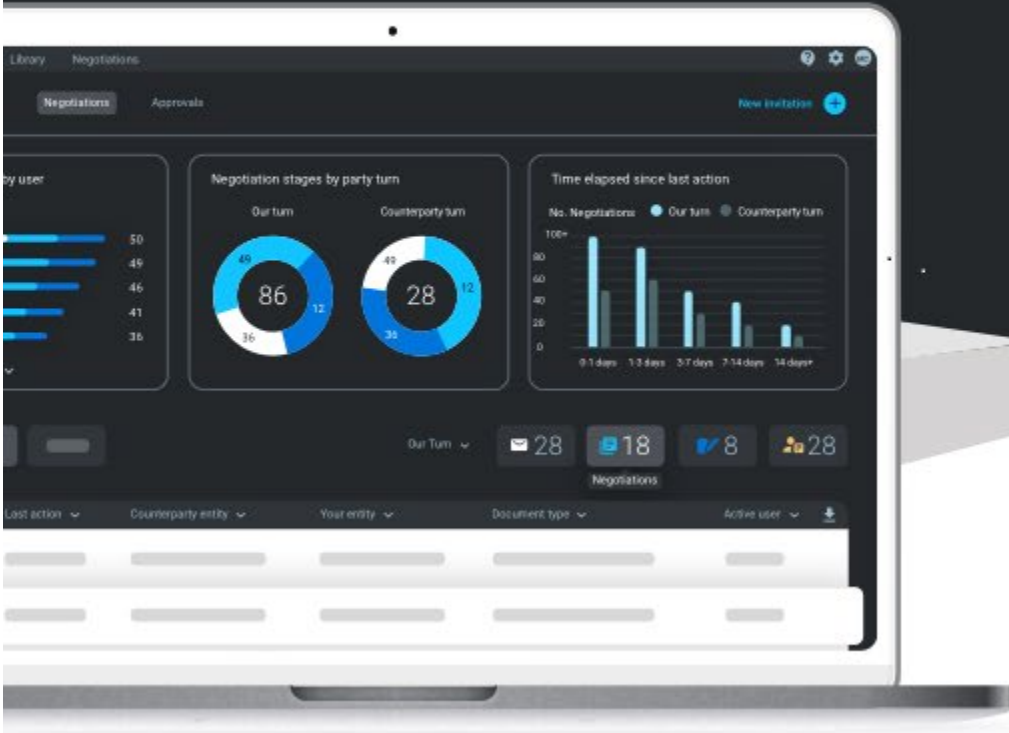 Library Negotiations
Negotiations Approvals New invitation
by user
50
49
46
41
36
Negotiation stages by party turn
Our turn Counterparty turn
49
12
36
86
49
12
36
28
Time elapsed since last action
No. Negotiations Our turn Counterparty turn
100+
80
60
40
20
0
0-1 days 1-3 days 3-7 days 7-14 days 14 days+
Our Turn 28 18 8 28
Negotiations
Last action Counterparty entity Your entity Document type Active user